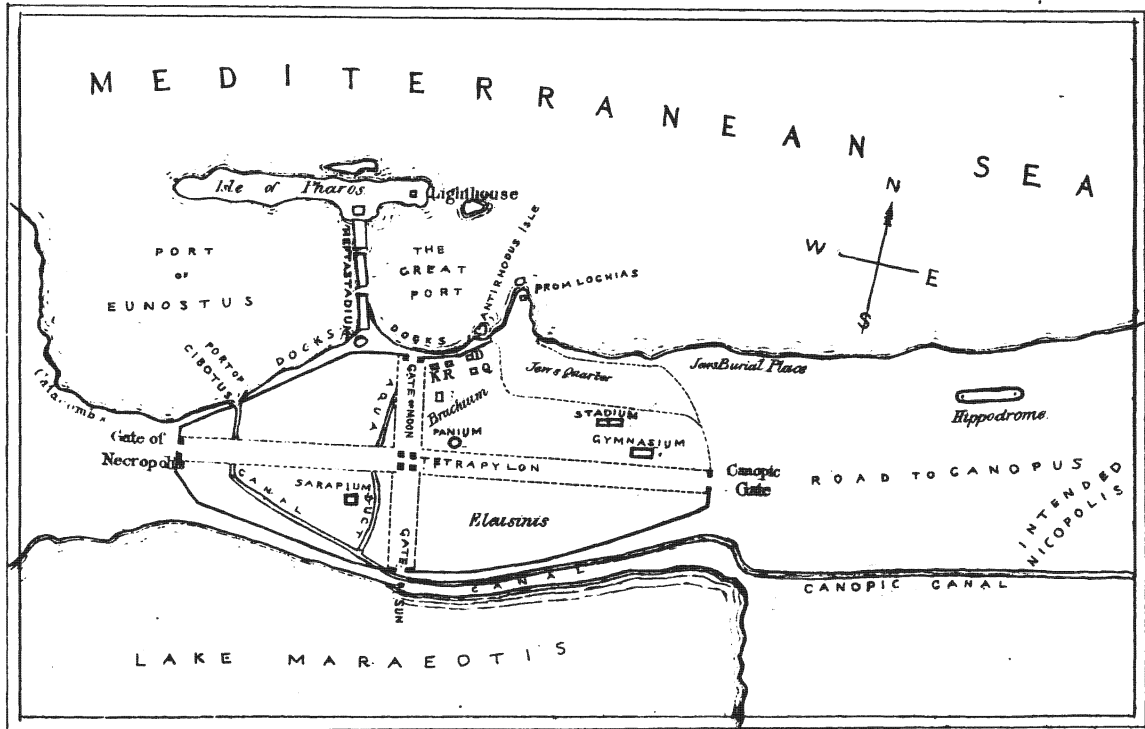 MEDITERRANEAN SEA
Isle of Pharos
Lighthouse
N
W
E
S
PORT
OF
EUNOSTUS
HEPTASTADIUM
THE
GREAT
PORT
ANTIRHODUS ISLE
PROM LOCHIAS
DOCKS
DOCKS
PORT OF
CIBOTUS
Catacombs
GATE OF MOON
K R
D
Q
Bruchium
Jews Quarter
Jews Burial Place
Hippodrome
AQUA
DUCT
STADIUM
PANIUM
GYMNASIUM
Gate of
Necropolis
TETRAPYLON
Canopic
Gate
ROAD TO CANOPUS
INTENDED
NICOPOLIS
CANAL
SARAPIUM
Eleusinis
GATE
SUN
CANAL
CANOPIC CANAL
LAKE MARAEOTIS